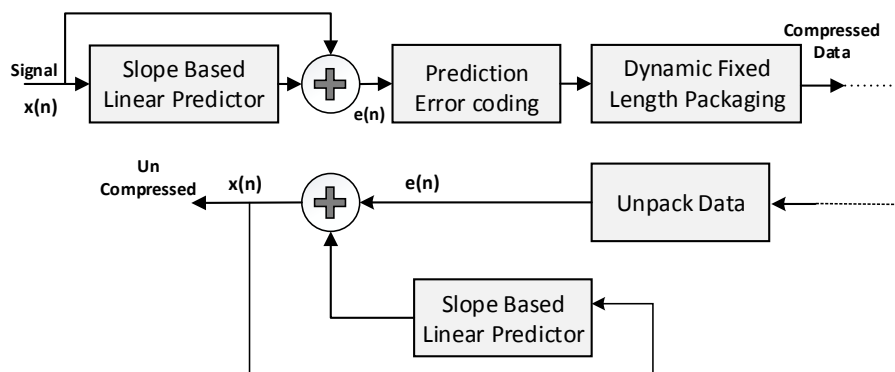 Signal
x(n)
Slope Based
Linear Predictor
e(n)
Prediction
Error coding
Dynamic Fixed
Length Packaging
Compressed
Data
Un
Compressed
x(n)
e(n)
Unpack Data
Slope Based
Linear Predictor